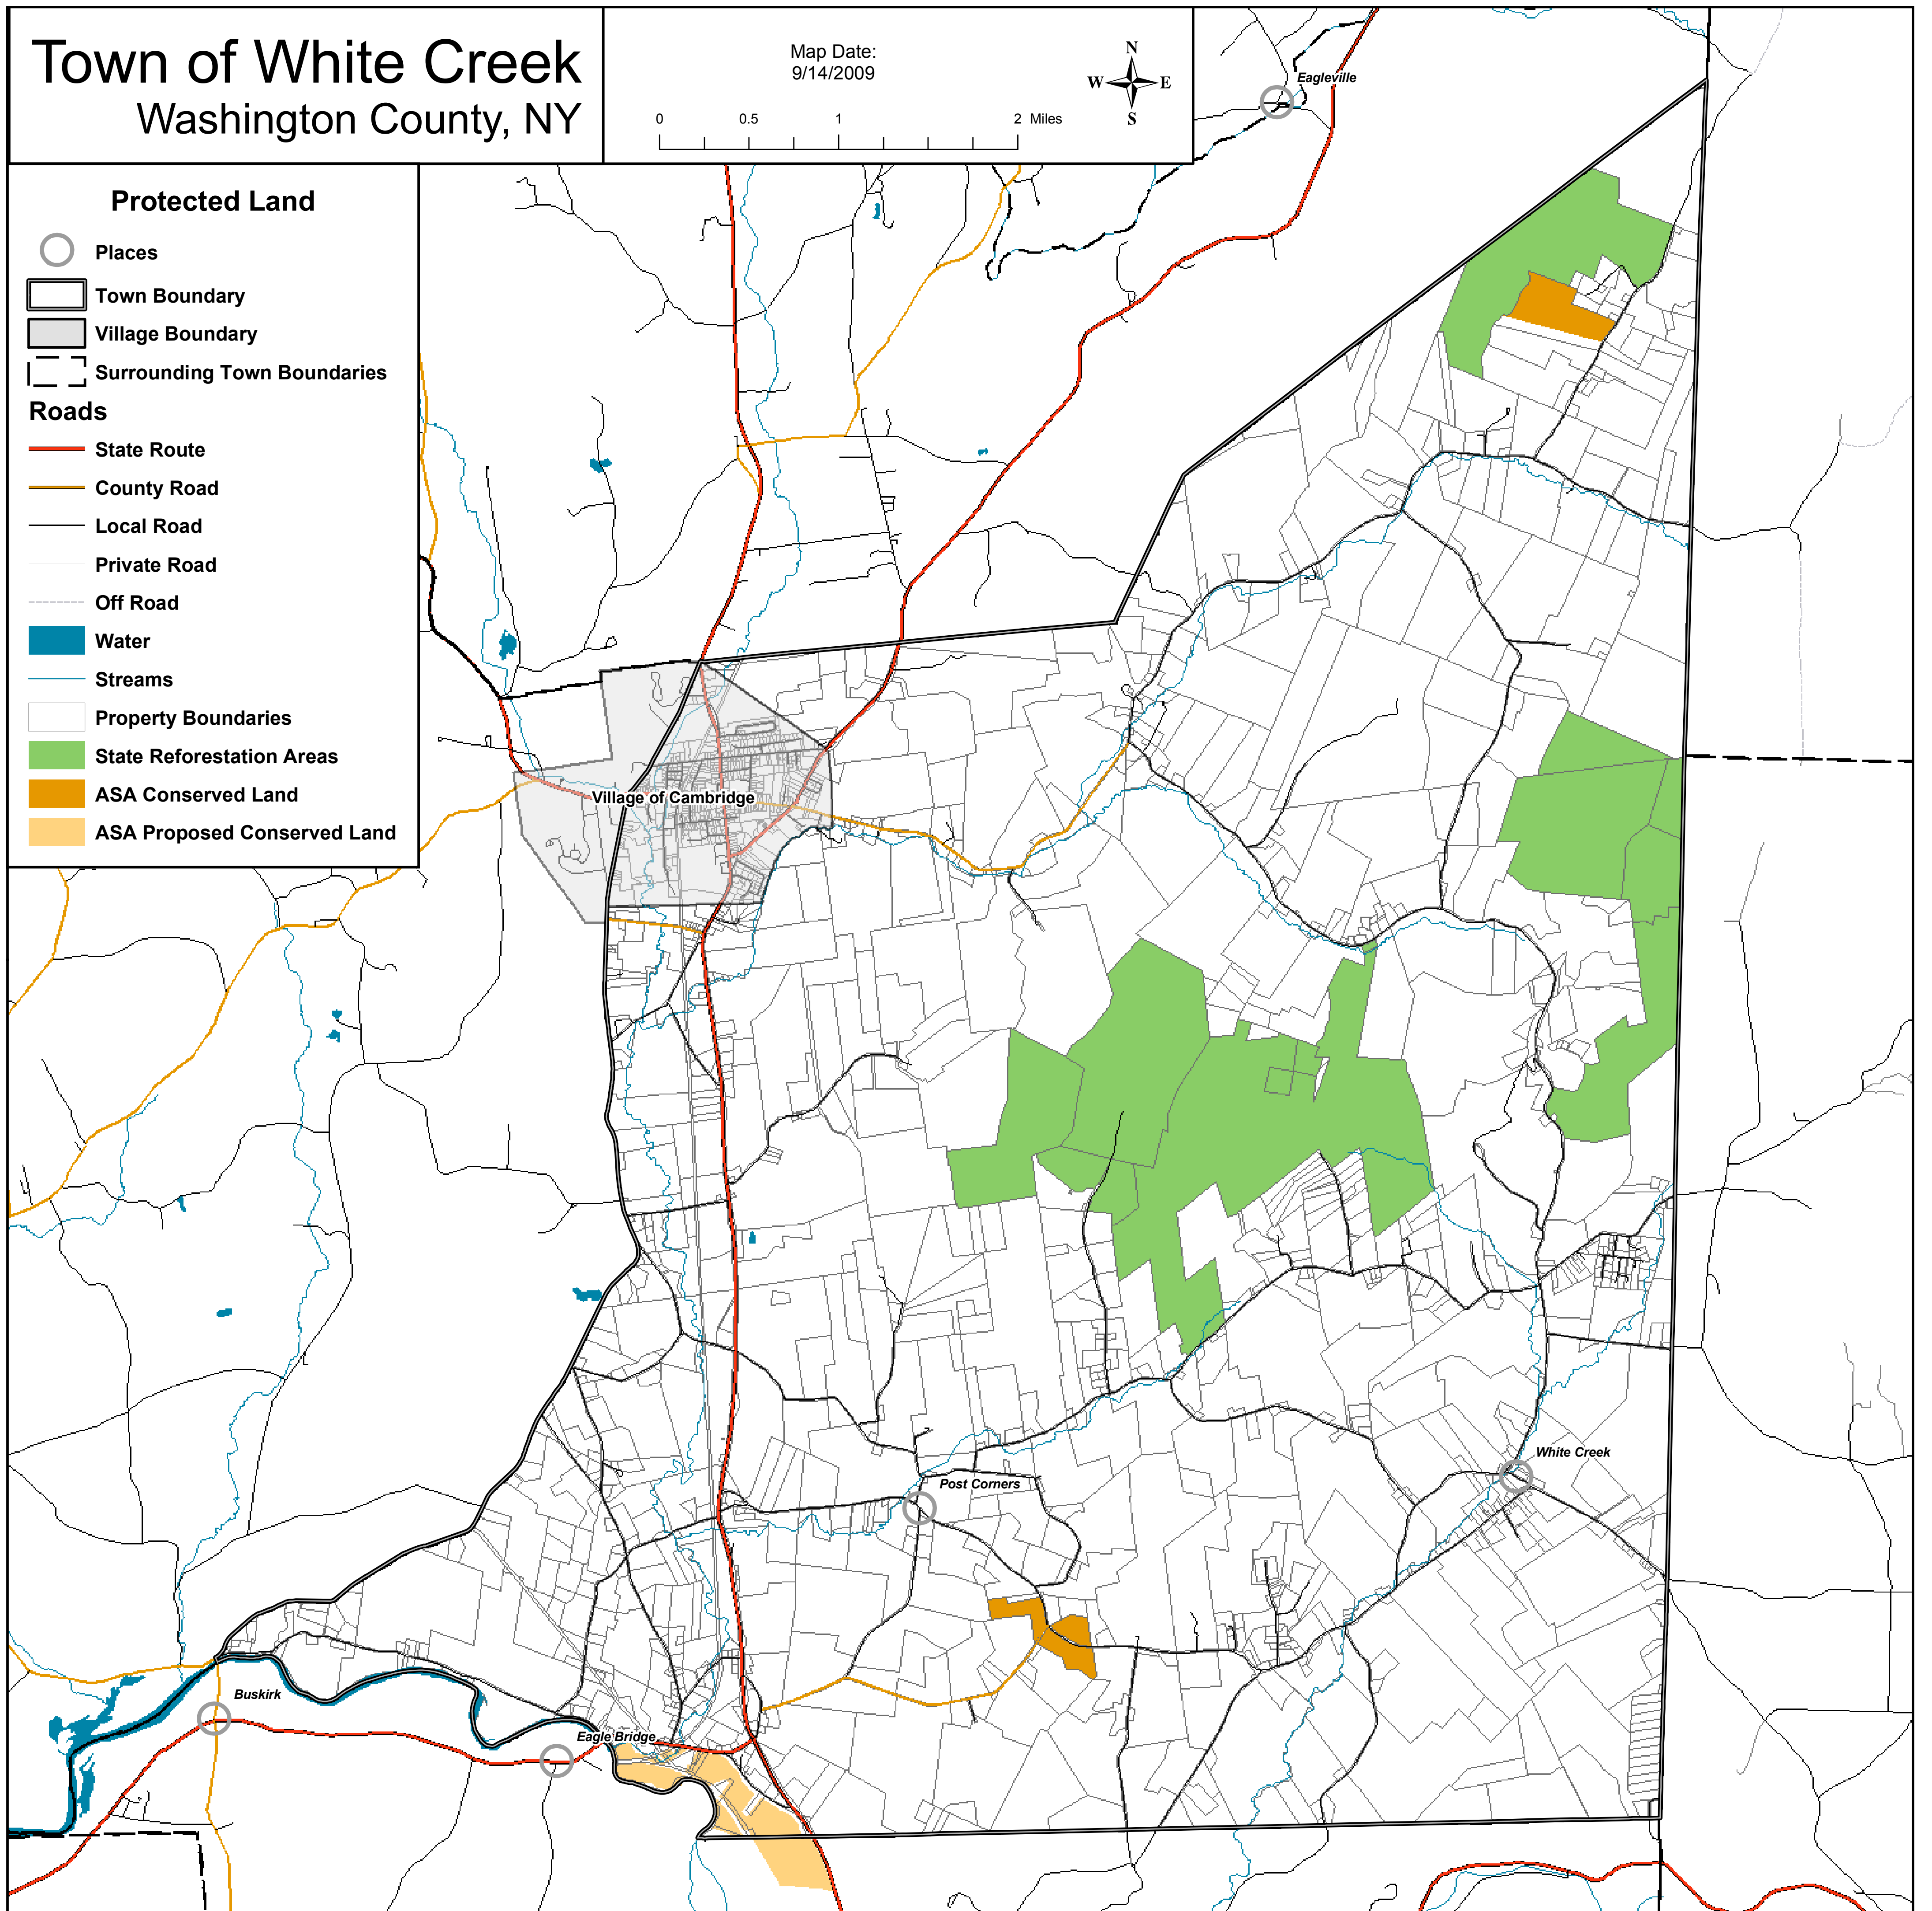 Town of White Creek
Washington County, NY
Map Date:
9/14/2009
N
W E
S
0 0.5 1 2 Miles
Protected Land
Places
Town Boundary
Village Boundary
Surrounding Town Boundaries
Roads
State Route
County Road
Local Road
Private Road
Off Road
Water
Streams
Property Boundaries
State Reforestation Areas
ASA Conserved Land
ASA Proposed Conserved Land
Eagleville
Village of Cambridge
White Creek
Post Corners
Buskirk
Eagle Bridge